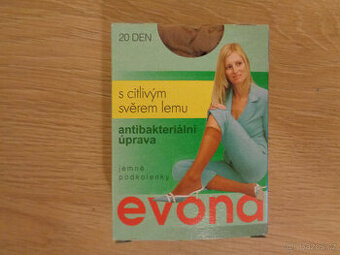 20 DEN
s citlivým
svěrem lemu
antibakteriální
úprava
jemné
podkolenky
evona